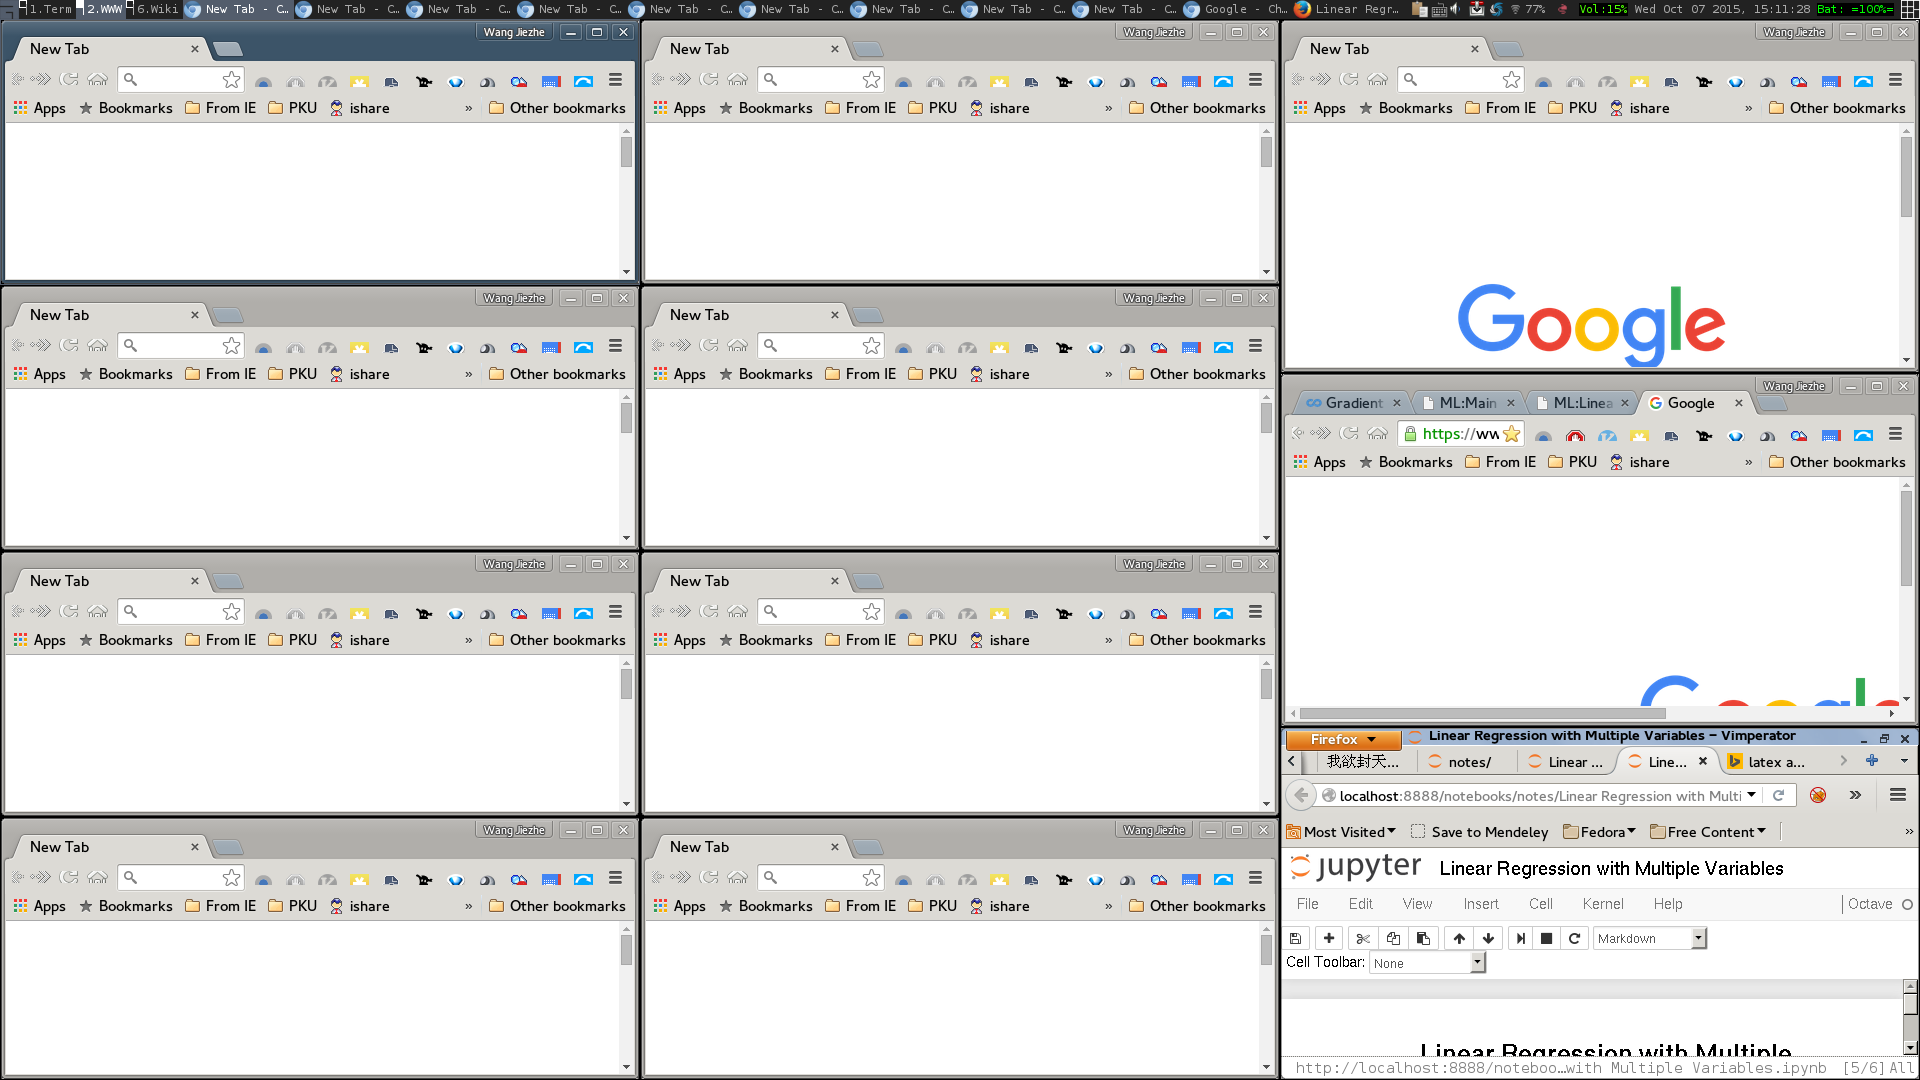 1.Term 2.WWW 6.Wiki New Tab - C… New Tab - C… New Tab - C… New Tab - C… New Tab - C… New Tab - C… New Tab - C… New Tab - C… New Tab - C… Google - Ch… Linear Regr… 77% Vol:15% Wed Oct 07 2015, 15:11:28 Bat: =100%=
New Tab Wang Jiezhe
Apps Bookmarks From IE PKU ishare » Other bookmarks
New Tab Wang Jiezhe
Apps Bookmarks From IE PKU ishare » Other bookmarks
New Tab Wang Jiezhe
Apps Bookmarks From IE PKU ishare » Other bookmarks
New Tab Wang Jiezhe
Apps Bookmarks From IE PKU ishare » Other bookmarks
New Tab Wang Jiezhe
Apps Bookmarks From IE PKU ishare » Other bookmarks
New Tab Wang Jiezhe
Apps Bookmarks From IE PKU ishare » Other bookmarks
New Tab Wang Jiezhe
Apps Bookmarks From IE PKU ishare » Other bookmarks
New Tab Wang Jiezhe
Apps Bookmarks From IE PKU ishare » Other bookmarks
New Tab Wang Jiezhe
Apps Bookmarks From IE PKU ishare » Other bookmarks
Google
Wang Jiezhe
Gradient ML:Main ML:Linea Google
https://ww
Apps Bookmarks From IE PKU ishare » Other bookmarks
Google
Firefox Linear Regression with Multiple Variables - Vimperator
我欲封天... notes/ Linear ... Line... latex a...
localhost:8888/notebooks/notes/Linear Regression with Multi
Most Visited Save to Mendeley Fedora Free Content »
jupyter Linear Regression with Multiple Variables
File Edit View Insert Cell Kernel Help Octave
Markdown
Cell Toolbar: None
Linear Regression with Multiple
http://localhost:8888/noteboo…with Multiple Variables.ipynb [5/6] All